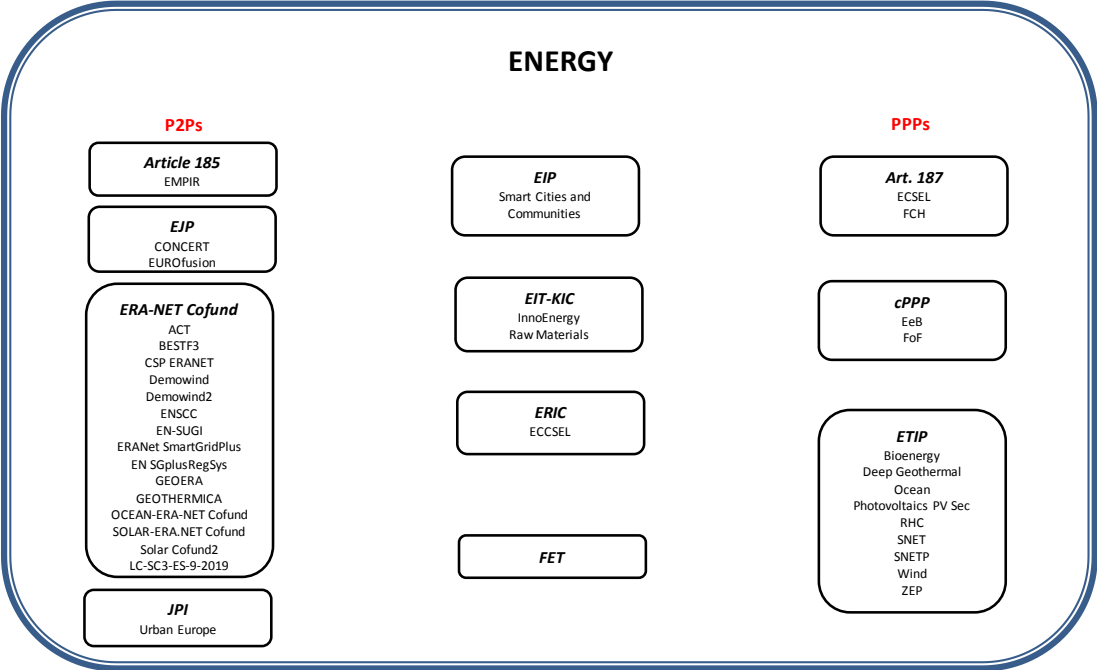 ENERGY
P2Ps
Article 185
EMPIR
EJP
CONCERT
EUROfusion
ERA-NET Cofund
ACT
BESTF3
CSP ERANET
Demowind
Demowind2
ENSCC
EN-SUGI
ERANet SmartGridPlus
EN SGplusRegSys
GEOERA
GEOTHERMICA
OCEAN-ERA-NET Cofund
SOLAR-ERA.NET Cofund
Solar Cofund2
LC-SC3-ES-9-2019
JPI
Urban Europe
EIP
Smart Cities and
Communities
EIT-KIC
InnoEnergy
Raw Materials
ERIC
ECCSEL
FET
PPPs
Art. 187
ECSEL
FCH
cPPP
EeB
FoF
ETIP
Bioenergy
Deep Geothermal
Ocean
Photovoltaics PV Sec
RHC
SNET
SNETP
Wind
ZEP